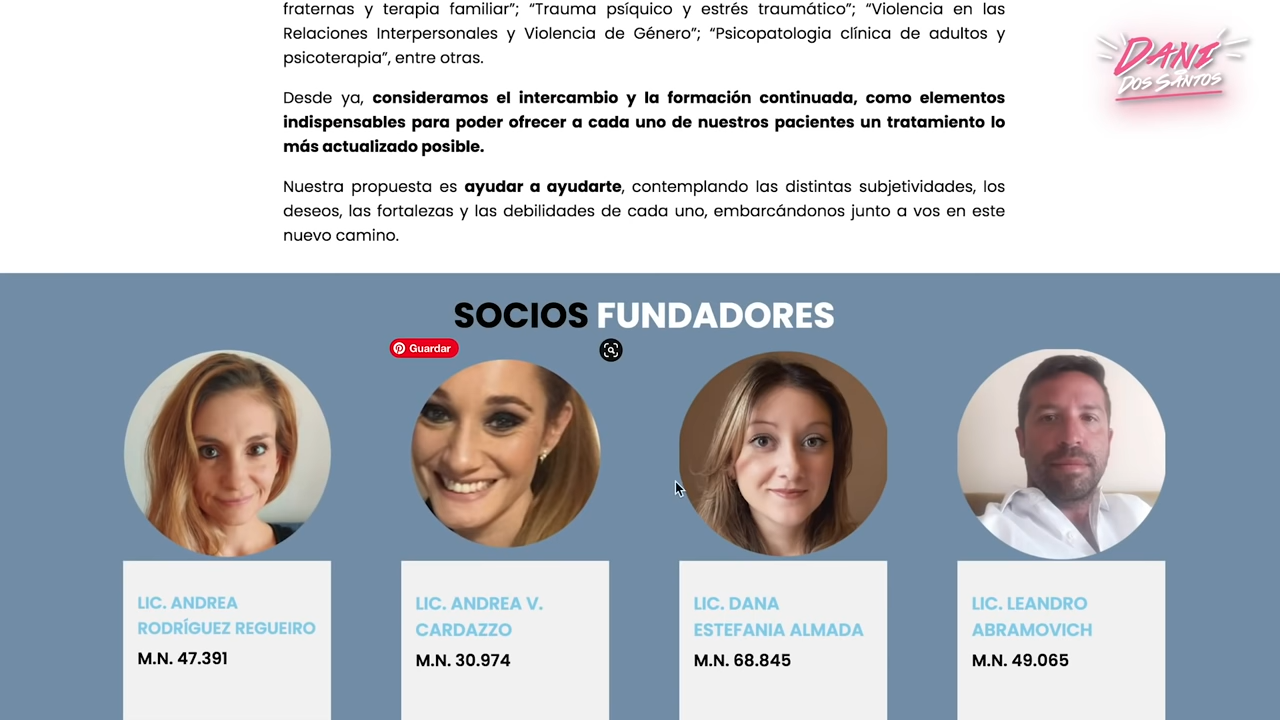 fraternas y terapia familiar”; “Trauma psíquico y estrés traumático”; “Violencia en las
Relaciones Interpersonales y Violencia de Género”; “Psicopatologia clínica de adultos y
psicoterapia”, entre otras.
Desde ya, consideramos el intercambio y la formación continuada, como elementos
indispensables para poder ofrecer a cada uno de nuestros pacientes un tratamiento lo
más actualizado posible.
Nuestra propuesta es ayudar a ayudarte, contemplando las distintas subjetividades, los
deseos, las fortalezas y las debilidades de cada uno, embarcándonos junto a vos en este
nuevo camino.
DANI
DOS SANTOS
SOCIOS FUNDADORES
Guardar
LIC. ANDREA
RODRÍGUEZ REGUEIRO
M.N. 47.391
LIC. ANDREA V.
CARDAZZO
M.N. 30.974
LIC. DANA
ESTEFANIA ALMADA
M.N. 68.845
LIC. LEANDRO
ABRAMOVICH
M.N. 49.065